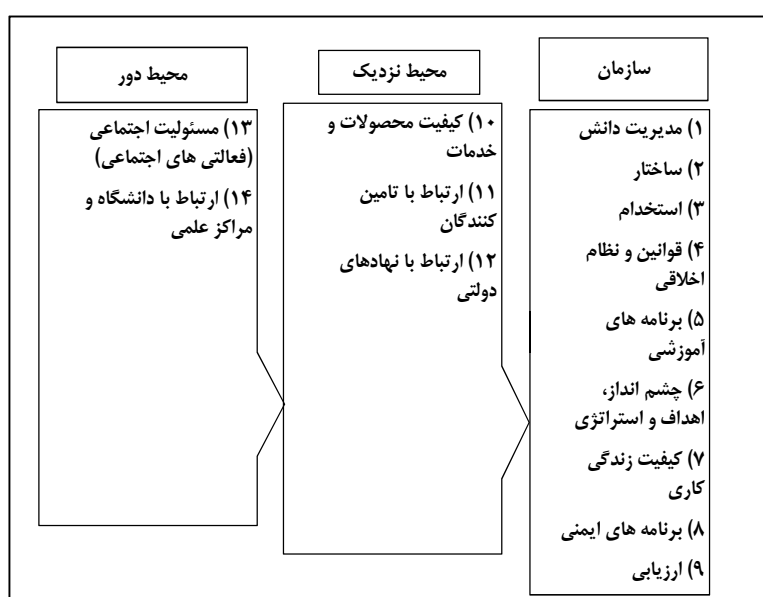 سازمان
۱) مدیریت دانش
۲) ساختار
۳) استخدام
۴) قوانین و نظام
اخلاقی
۵) برنامه های
آموزشی
۶) چشم انداز،
اهداف و استراتژی
۷) کیفیت زندگی
کاری
۸) برنامه های ایمنی
۹) ارزیابی
محیط نزدیک
۱۰) کیفیت محصولات و
خدمات
۱۱) ارتباط با تامین
کنندگان
۱۲) ارتباط با نهادهای
دولتی
محیط دور
۱۳) مسئولیت اجتماعی
(فعالتی های اجتماعی)
۱۴) ارتباط با دانشگاه و
مراکز علمی